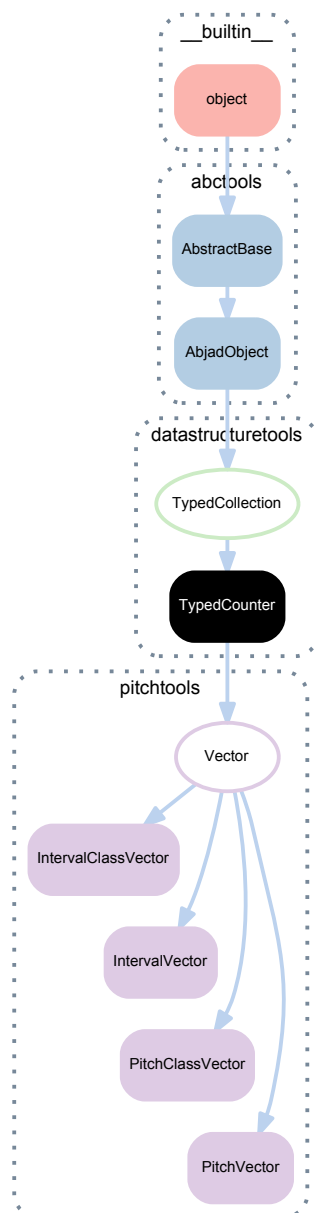 __builtin__
object
abctools
AbstractBase
AbjadObject
datastructuretools
TypedCollection
TypedCounter
pitchtools
Vector
IntervalClassVector
IntervalVector
PitchClassVector
PitchVector